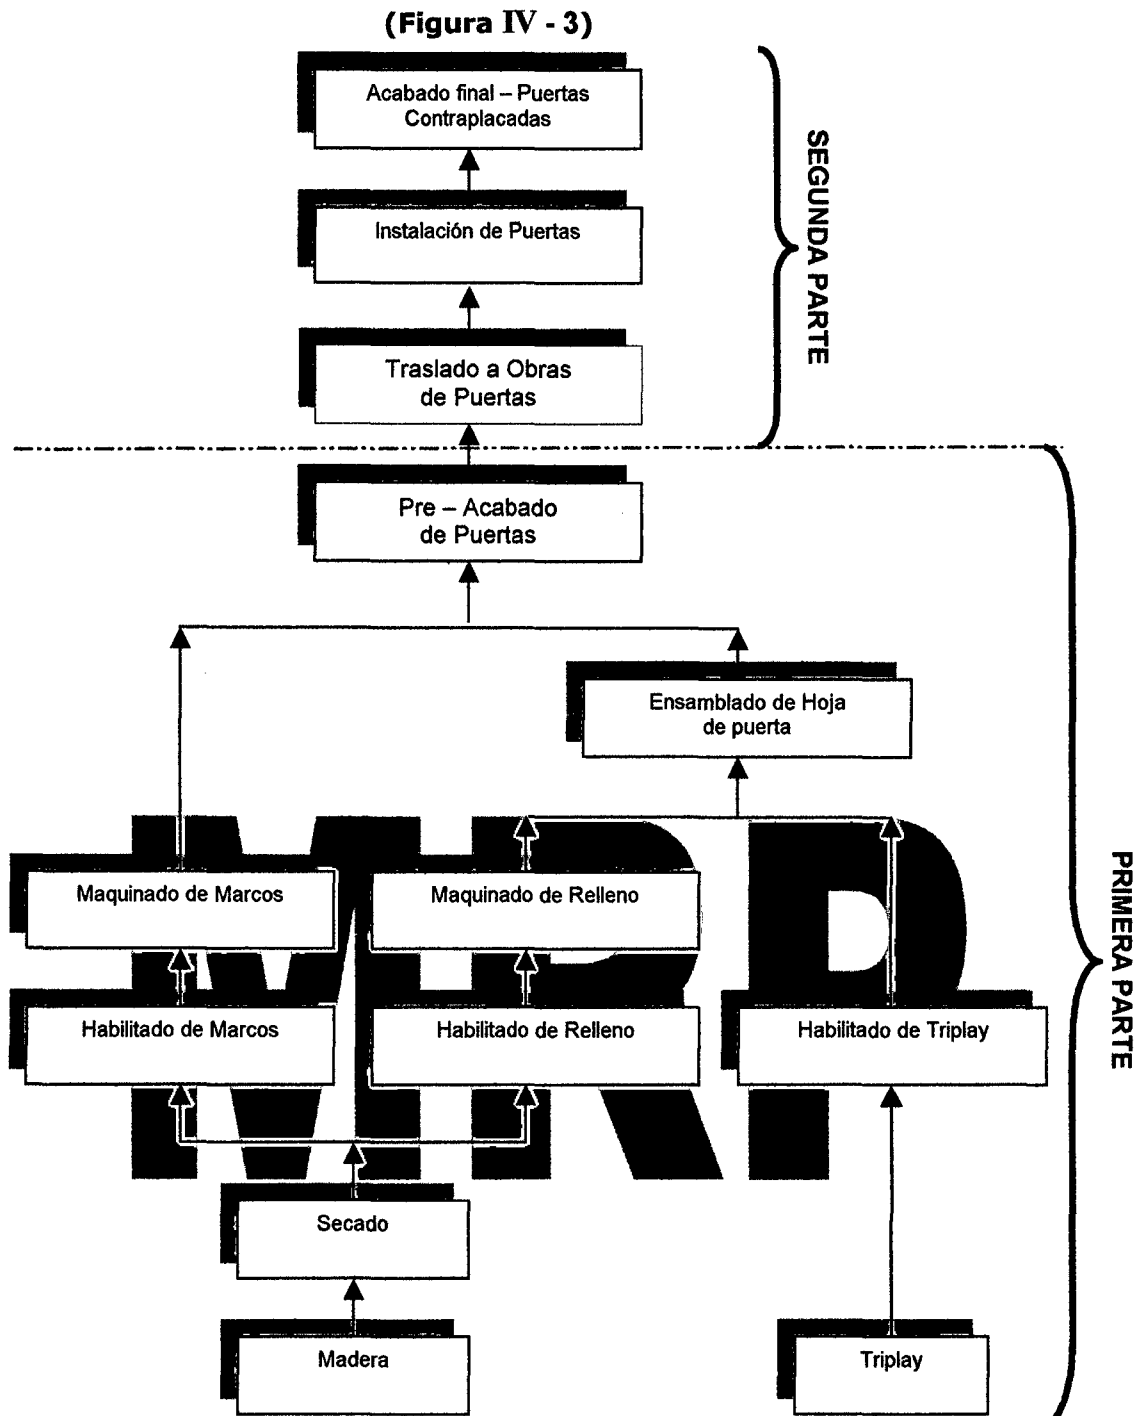 (Figura IV - 3)
Acabado final – Puertas
Contraplacadas
Instalación de Puertas
Traslado a Obras
de Puertas
SEGUNDA PARTE
Pre – Acabado
de Puertas
Ensamblado de Hoja
de puerta
MRP
Maquinado de Marcos
Maquinado de Relleno
Habilitado de Marcos
Habilitado de Relleno
Habilitado de Triplay
Secado
Madera
Triplay
PRIMERA PARTE